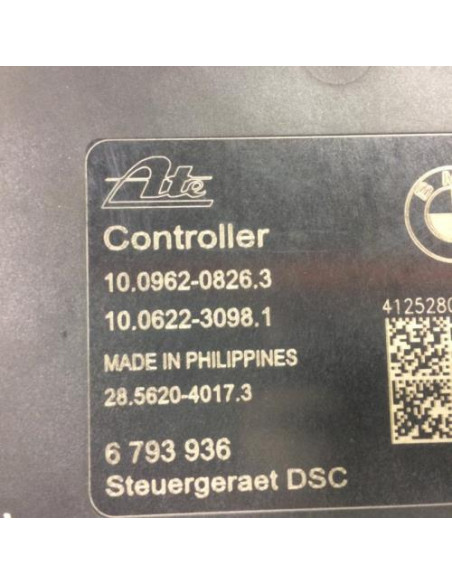 Ate
Controller
10.0962-0826.3
10.0622-3098.1
4125280
MADE IN PHILIPPINES
28.5620-4017.3
6 793 936
Steuergeraet DSC